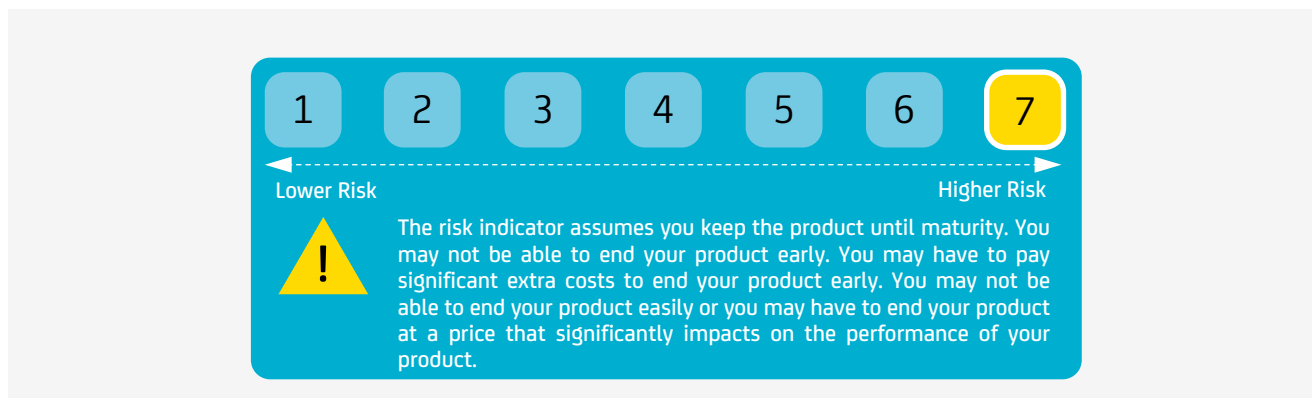 1 2 3 4 5 6 7
Lower Risk Higher Risk
! The risk indicator assumes you keep the product until maturity. You
may not be able to end your product early. You may have to pay
significant extra costs to end your product early. You may not be
able to end your product easily or you may have to end your product
at a price that significantly impacts on the performance of your
product.